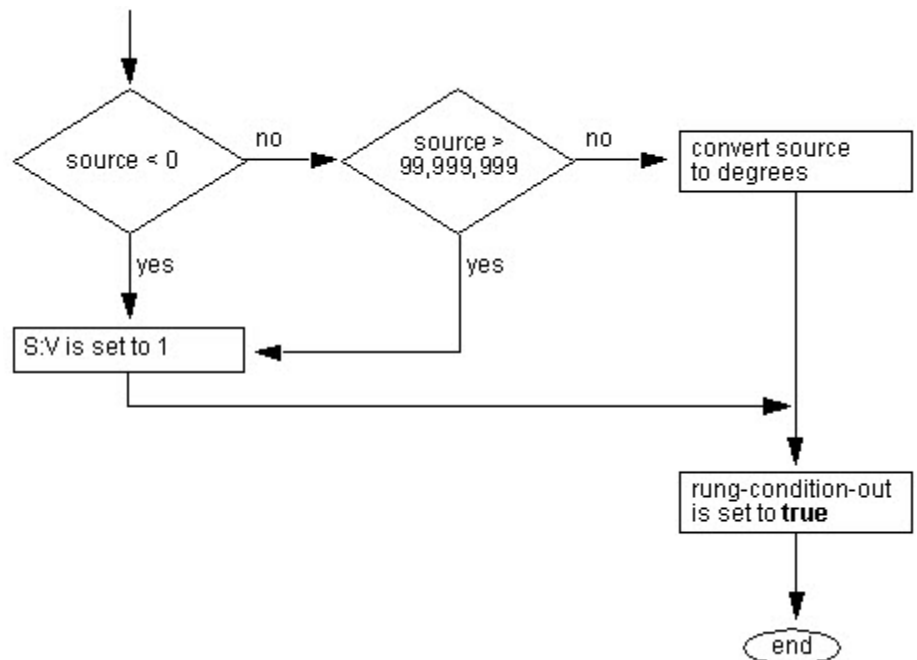 source < 0
no
source >
99,999,999
no
convert source
to degrees
yes
yes
S:V is set to 1
rung-condition-out
is set to true
end